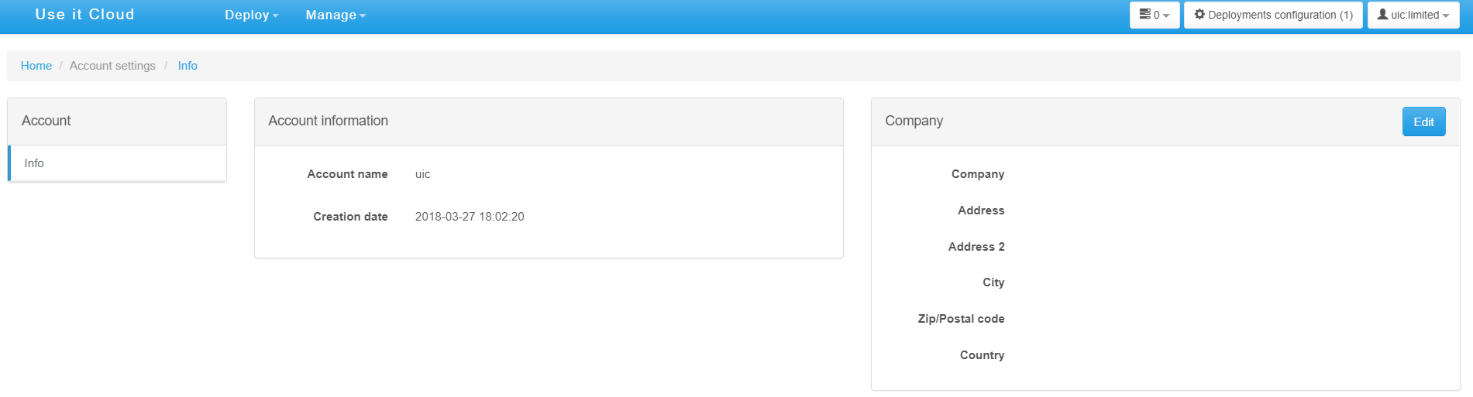 Use it Cloud Deploy Manage 0 Deployments configuration (1) uic:limited
Home / Account settings / Info
Account
Info
Account information
Account name uic
Creation date 2018-03-27 18:02:20
Company Edit
Company
Address
Address 2
City
Zip/Postal code
Country